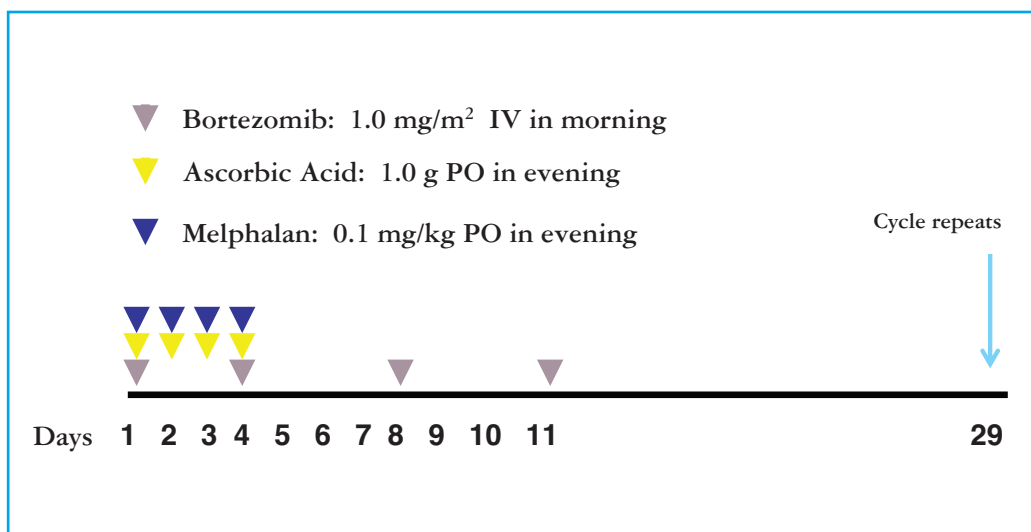 Bortezomib: 1.0 mg/m² IV in morning
Ascorbic Acid: 1.0 g PO in evening
Melphalan: 0.1 mg/kg PO in evening
Cycle repeats
Days 1 2 3 4 5 6 7 8 9 10 11 29